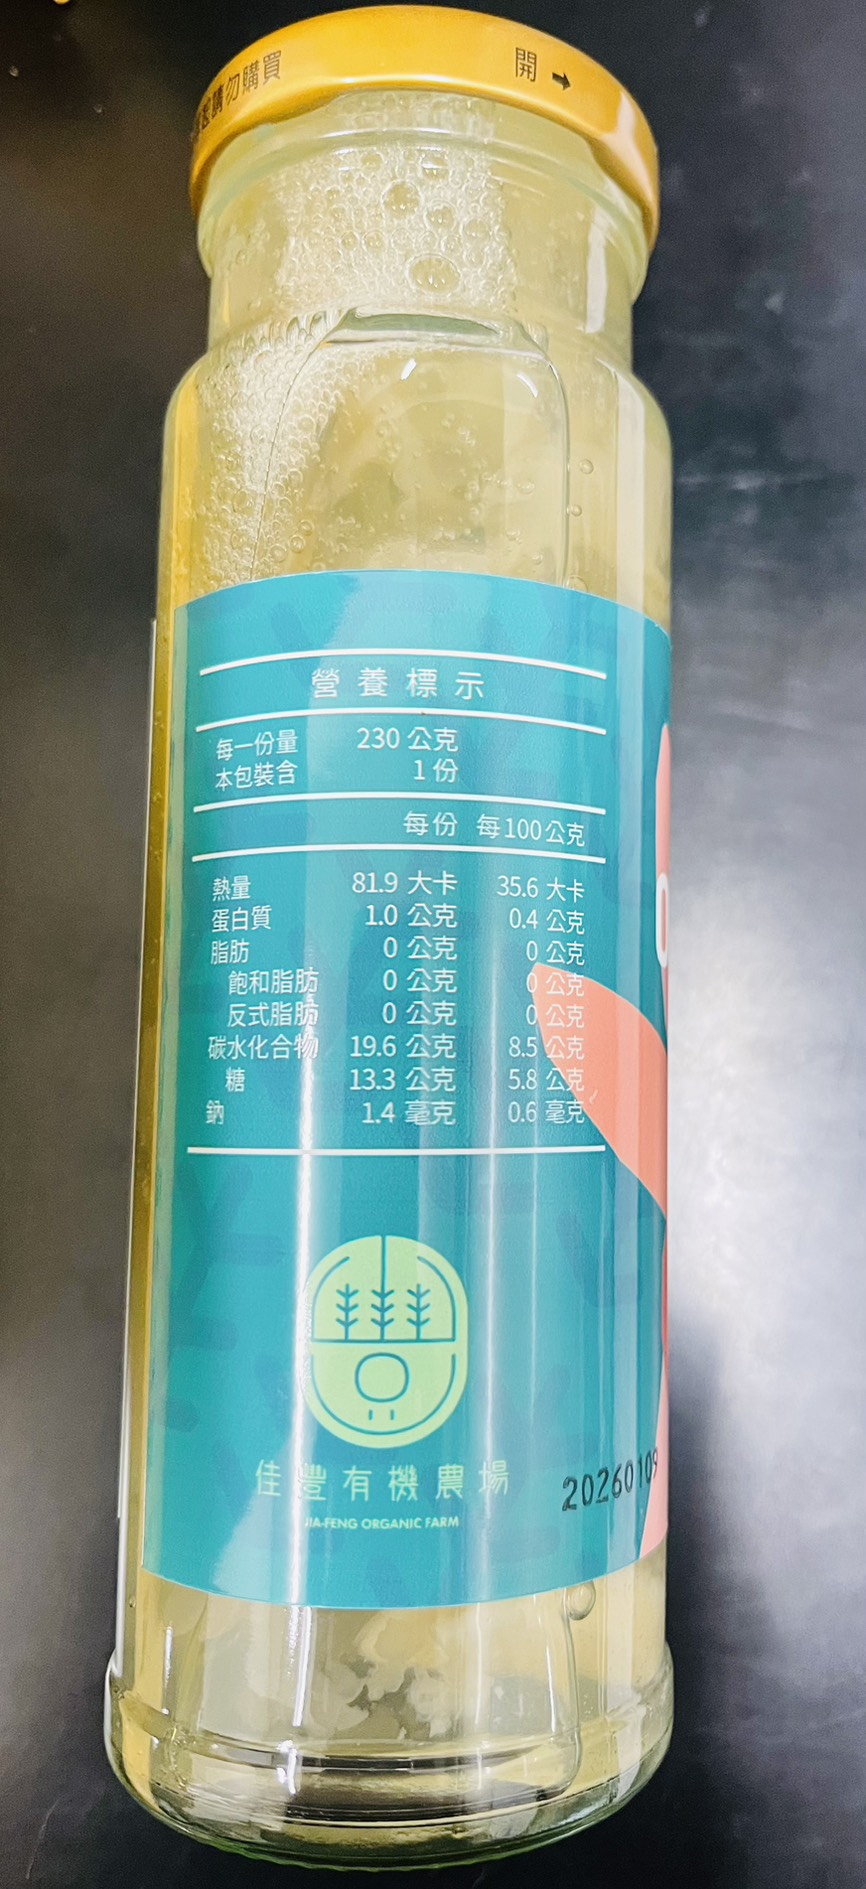 請勿購買
開 →
營養標示
每一份量 230 公克
本包裝含 1 份
每份 每100公克
熱量 81.9 大卡 35.6 大卡
蛋白質 1.0 公克 0.4 公克
脂肪 0 公克 0 公克
飽和脂肪 0 公克 0 公克
反式脂肪 0 公克 0 公克
碳水化合物 19.6 公克 8.5 公克
糖 13.3 公克 5.8 公克
鈉 1.4 毫克 0.6 毫克
佳豐有機農場
JIA-FENG ORGANIC FARM
20260109